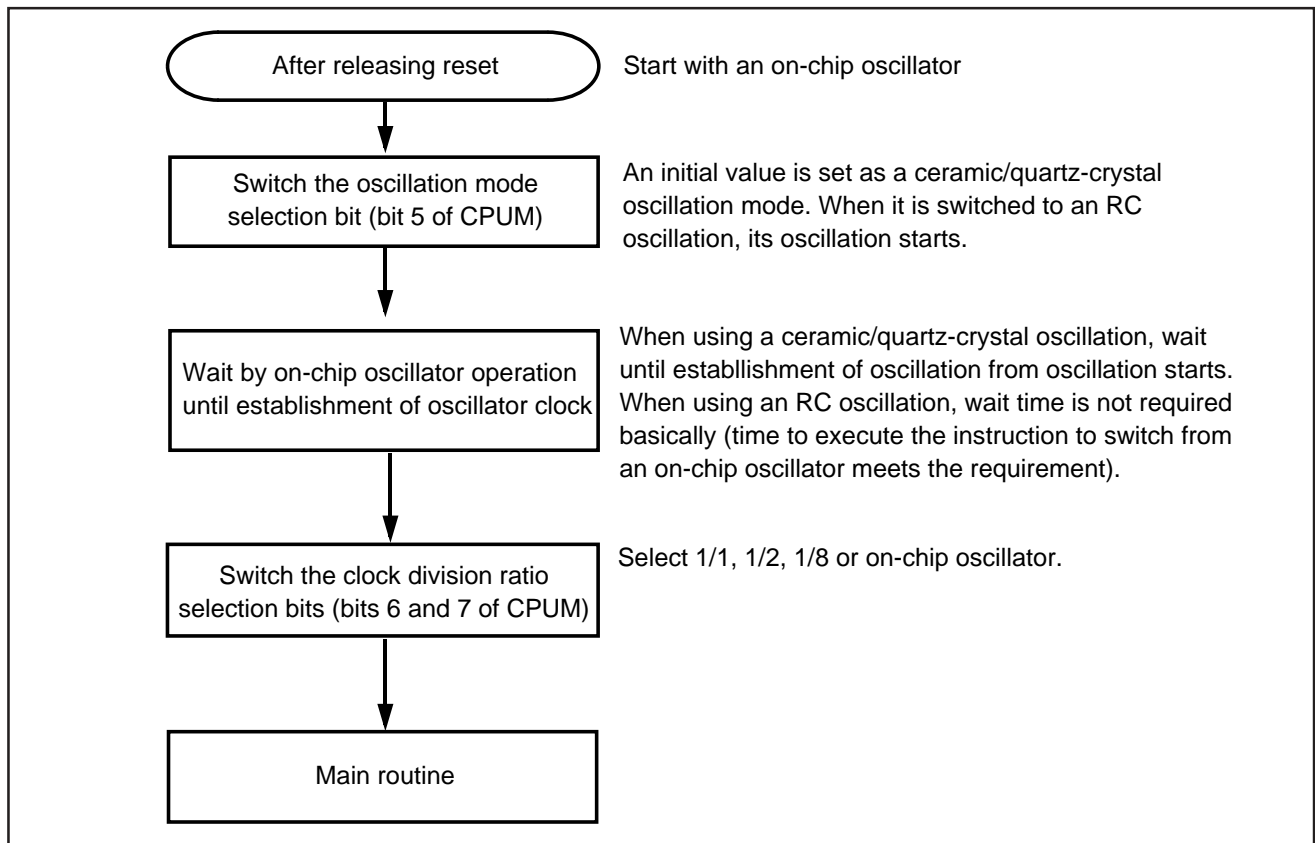 After releasing reset
Start with an on-chip oscillator
Switch the oscillation mode
selection bit (bit 5 of CPUM)
An initial value is set as a ceramic/quartz-crystal
oscillation mode. When it is switched to an RC
oscillation, its oscillation starts.
Wait by on-chip oscillator operation
until establishment of oscillator clock
When using a ceramic/quartz-crystal oscillation, wait
until establlishment of oscillation from oscillation starts.
When using an RC oscillation, wait time is not required
basically (time to execute the instruction to switch from
an on-chip oscillator meets the requirement).
Switch the clock division ratio
selection bits (bits 6 and 7 of CPUM)
Select 1/1, 1/2, 1/8 or on-chip oscillator.
Main routine